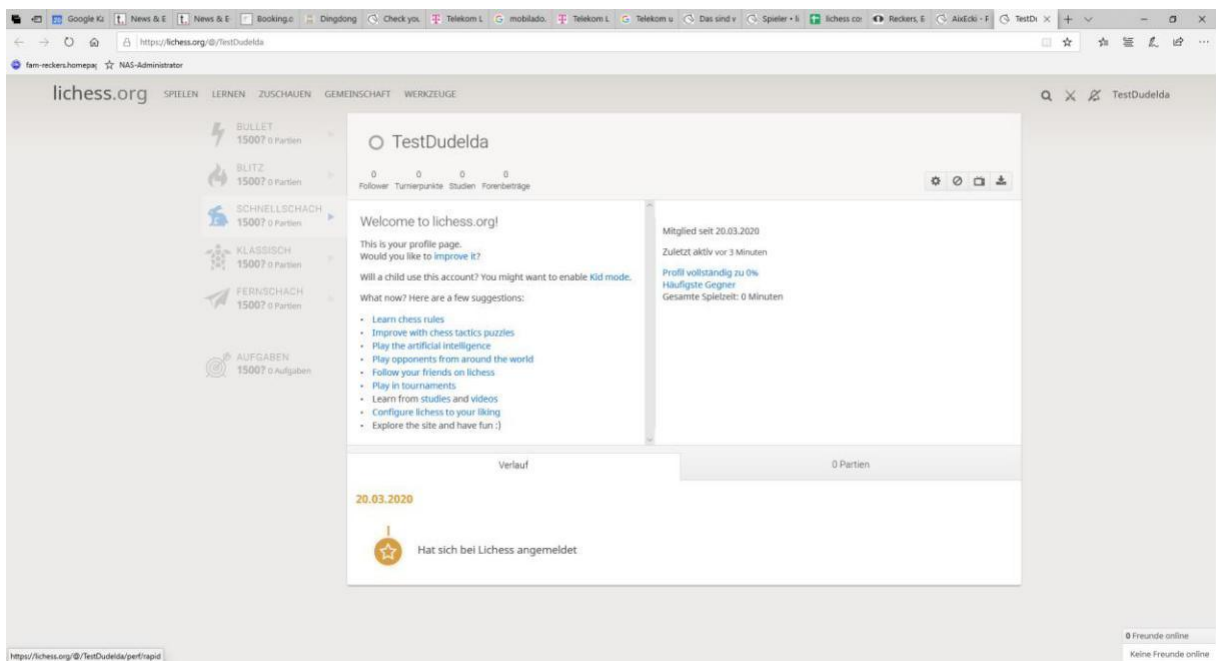 Google Ka
News & E
News & E
Booking.c
Dingdong
Check you
Telekom L
mobilado.
Telekom L
Telekom u
Das sind v
Spieler • li
lichess co
Reckers, E
AixEcki - F
TestDu
https://lichess.org/@/TestDudelda
fam-reckers.homepag
NAS-Administrator
lichess.org SPIELEN LERNEN ZUSCHAUEN GEMEINSCHAFT WERKZEUGE TestDudelda
BULLET
1500? 0 Partien
BLITZ
1500? 0 Partien
SCHNELLSCHACH
1500? 0 Partien
KLASSISCH
1500? 0 Partien
FERNSCHACH
1500? 0 Partien
AUFGABEN
1500? 0 Aufgaben
TestDudelda
0 0 0 0
Follower Turnierpunkte Studien Forenbeiträge
Welcome to lichess.org!
This is your profile page.
Would you like to improve it?
Will a child use this account? You might want to enable Kid mode.
What now? Here are a few suggestions:
• Learn chess rules
• Improve with chess tactics puzzles
• Play the artificial intelligence
• Play opponents from around the world
• Follow your friends on lichess
• Play in tournaments
• Learn from studies and videos
• Configure lichess to your liking
• Explore the site and have fun :)
Mitglied seit 20.03.2020
Zuletzt aktiv vor 3 Minuten
Profil vollständig zu 0%
Häufigste Gegner
Gesamte Spielzeit: 0 Minuten
Verlauf
0 Partien
20.03.2020
Hat sich bei Lichess angemeldet
0 Freunde online
Keine Freunde online
https://lichess.org/@/TestDudelda/perf/rapid